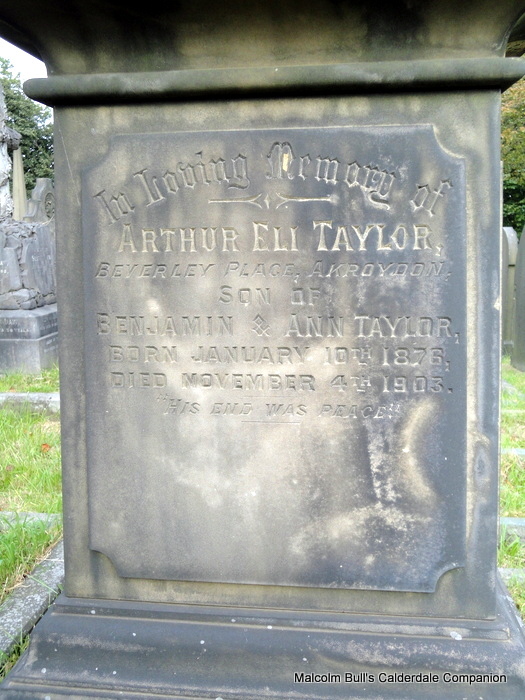 In Loving Memory of
ARTHUR ELI TAYLOR,
BEVERLEY PLACE, AKROYDON,
SON OF
BENJAMIN & ANN TAYLOR,
BORN JANUARY 10TH 1876,
DIED NOVEMBER 4TH 1903.
"HIS END WAS PEACE"
Malcolm Bull's Calderdale Companion